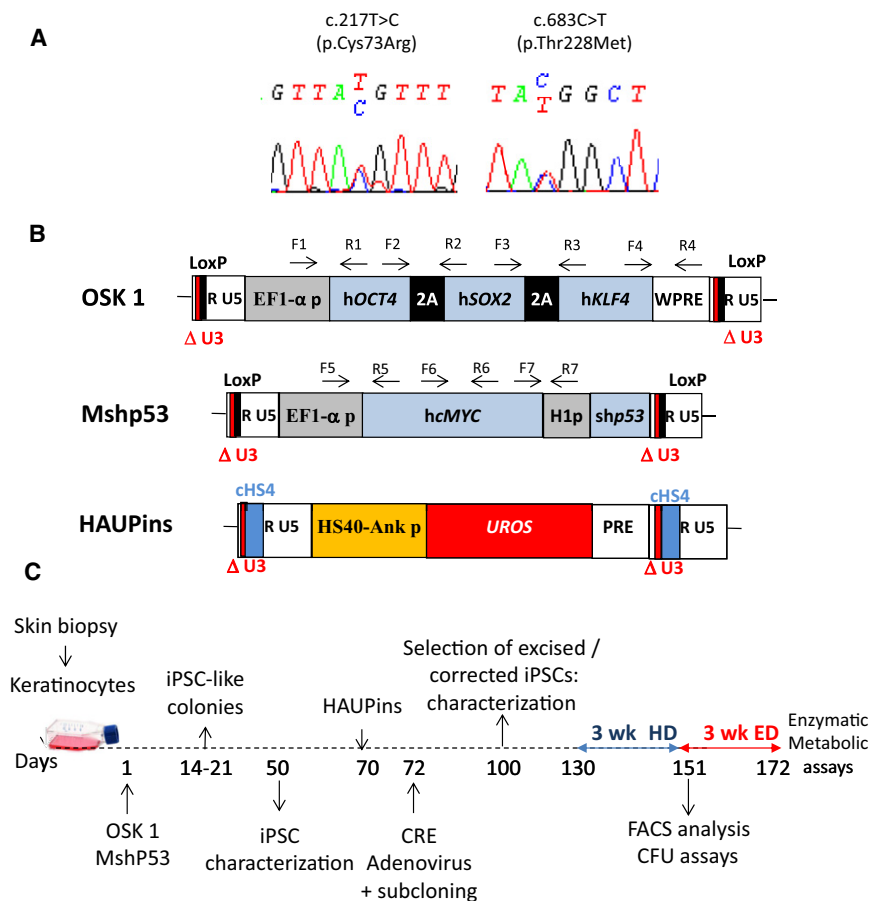 A
c.217T>C
(p.Cys73Arg)
c.683C>T
(p.Thr228Met)
G T T A T G T T T
C
T A C G G C T
T
B
F1 R1 F2 R2 F3 R3 F4 R4
LoxP LoxP
OSK 1
R U5 EF1-α p hOCT4 2A hSOX2 2A hKLF4 WPRE R U5
Δ U3 Δ U3
F5 R5 F6 R6 F7 R7
LoxP LoxP
Mshp53
R U5 EF1-α p hcMYC H1p shp53 R U5
Δ U3 Δ U3
cHS4 cHS4
HAUPins
R U5 HS40-Ank p UROS PRE R U5
Δ U3 Δ U3
C
Skin biopsy
Keratinocytes
iPSC-like
colonies
HAUPins
Selection of excised /
corrected iPSCs:
characterization
3 wk HD 3 wk ED
Enzymatic
Metabolic
assays
Days
1 14-21 50 70 72 100 130 151 172
OSK 1
MshP53
iPSC
characterization
CRE
Adenovirus
+ subcloning
FACS analysis
CFU assays